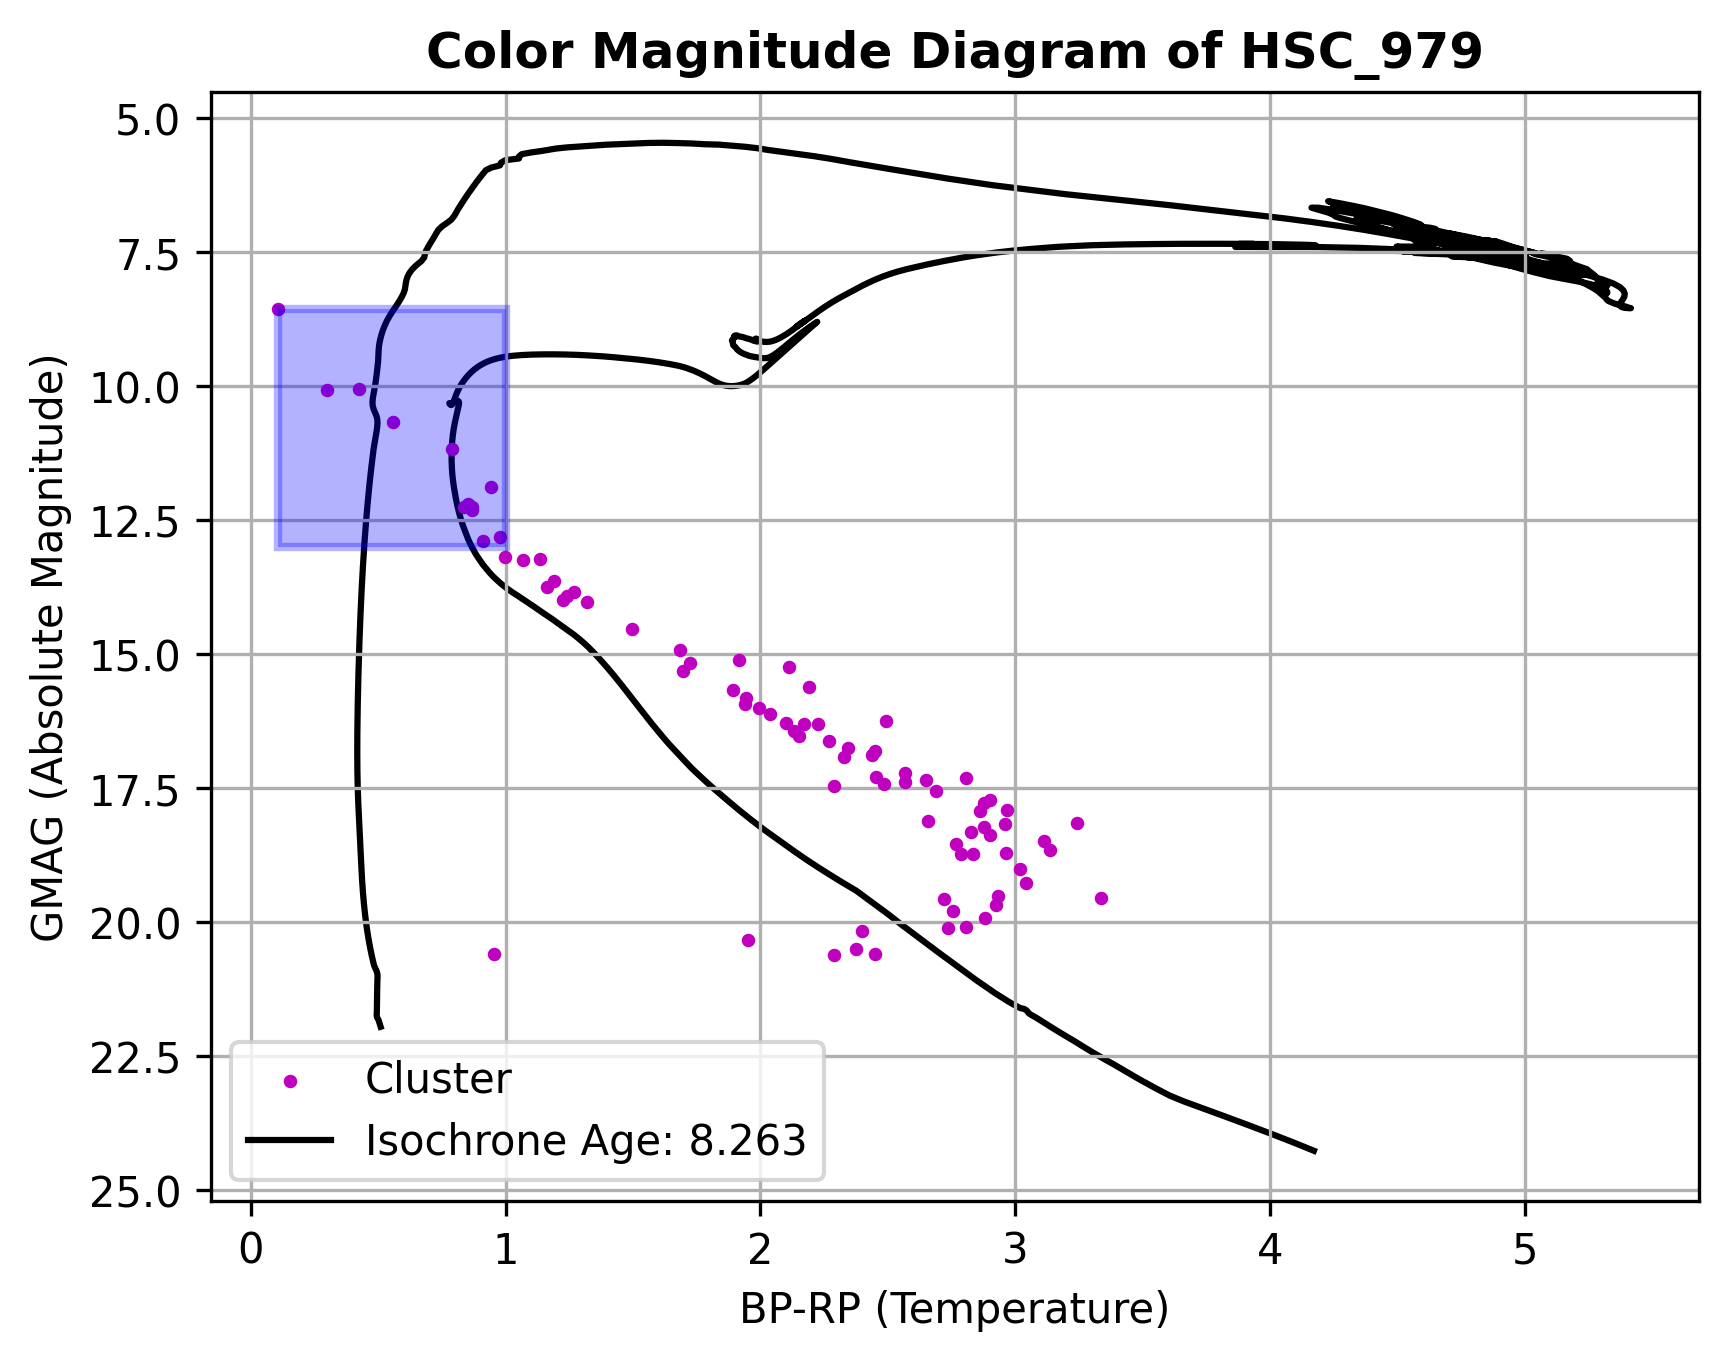 Color Magnitude Diagram of HSC_979
GMAG (Absolute Magnitude)
5.0
7.5
10.0
12.5
15.0
17.5
20.0
22.5
25.0
Cluster
Isochrone Age: 8.263
0 1 2 3 4 5
BP-RP (Temperature)